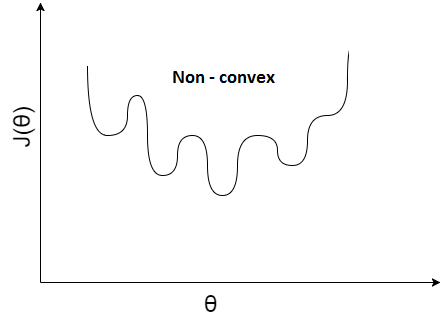 Non - convex
J(θ)
θ